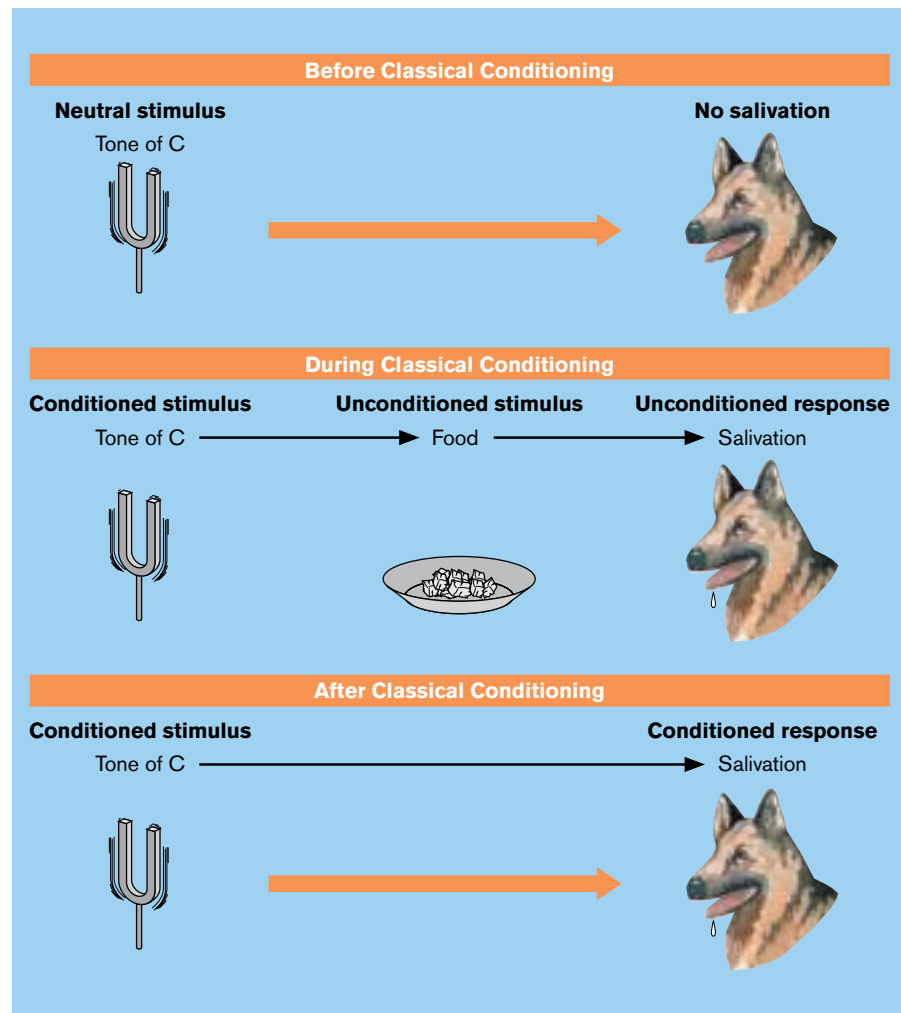 Before Classical Conditioning
Neutral stimulus No salivation
Tone of C
During Classical Conditioning
Conditioned stimulus Unconditioned stimulus Unconditioned response
Tone of C Food Salivation
After Classical Conditioning
Conditioned stimulus Conditioned response
Tone of C Salivation